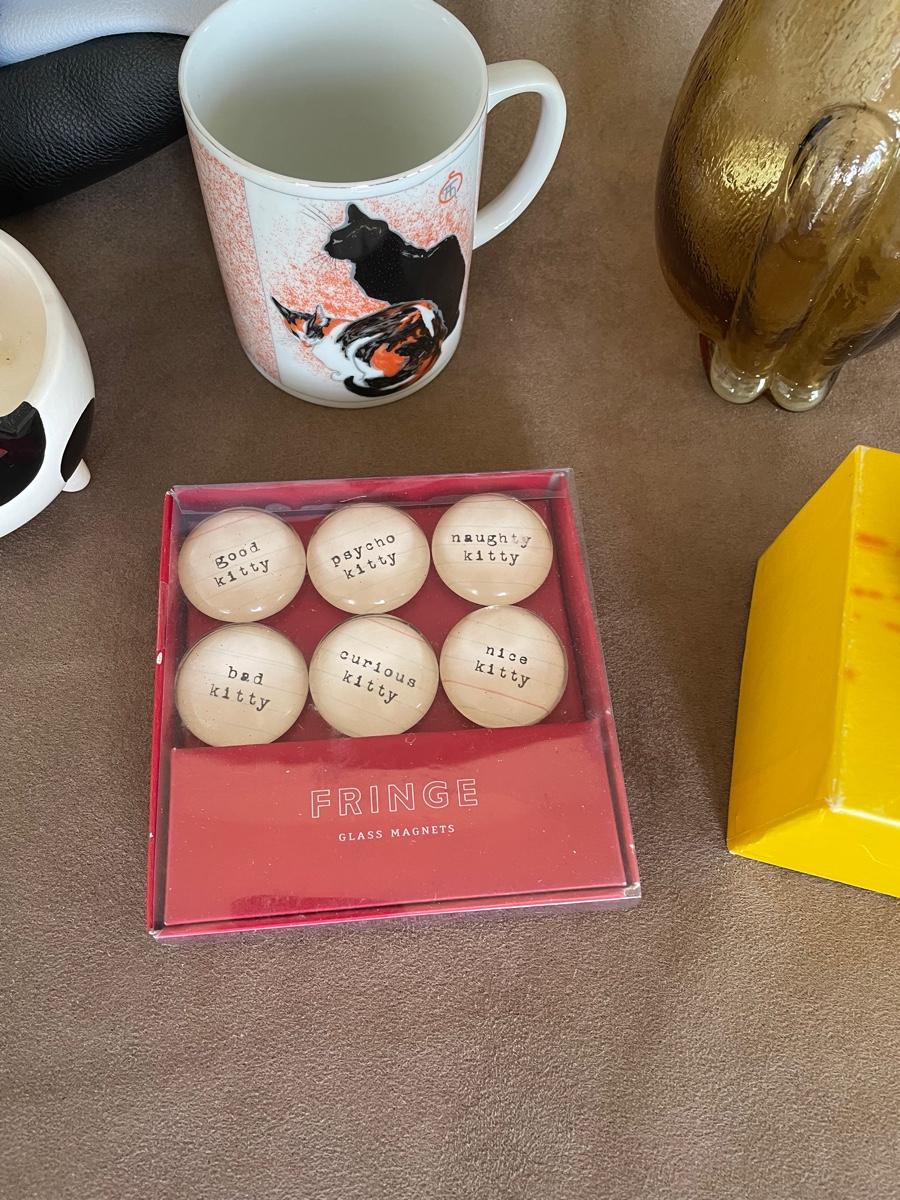 good
kitty
psycho
kitty
naughty
kitty
bad
kitty
curious
kitty
nice
kitty
FRINGE
GLASS MAGNETS